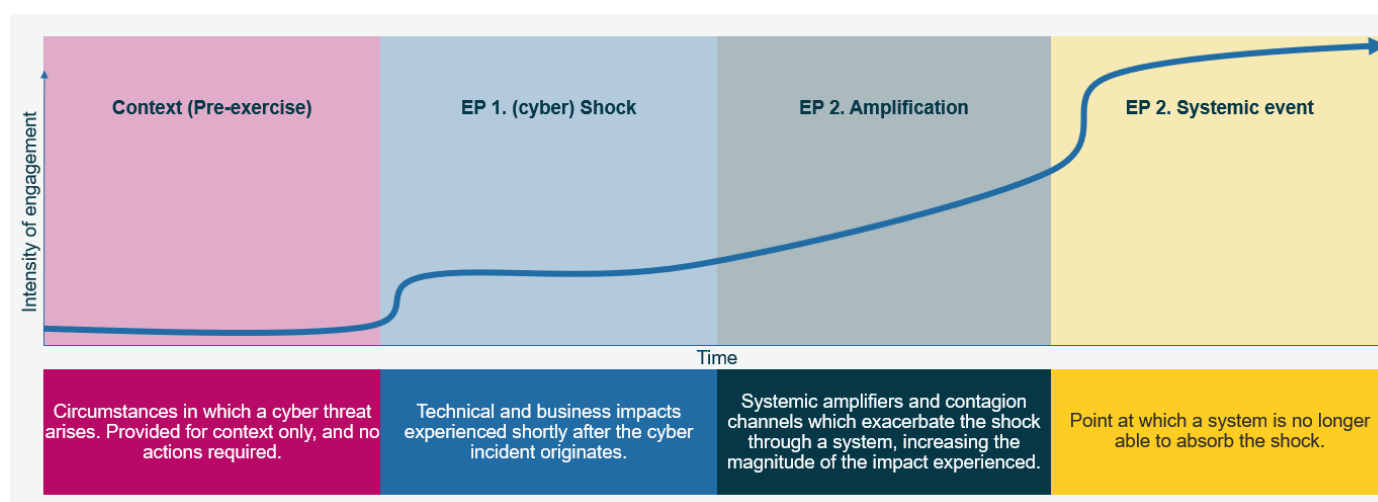 Context (Pre-exercise)
EP 1. (cyber) Shock
EP 2. Amplification
EP 2. Systemic event
Intensity of engagement
Time
Circumstances in which a cyber threat
arises. Provided for context only, and no
actions required.
Technical and business impacts
experienced shortly after the cyber
incident originates.
Systemic amplifiers and contagion
channels which exacerbate the shock
through a system, increasing the
magnitude of the impact experienced.
Point at which a system is no longer
able to absorb the shock.